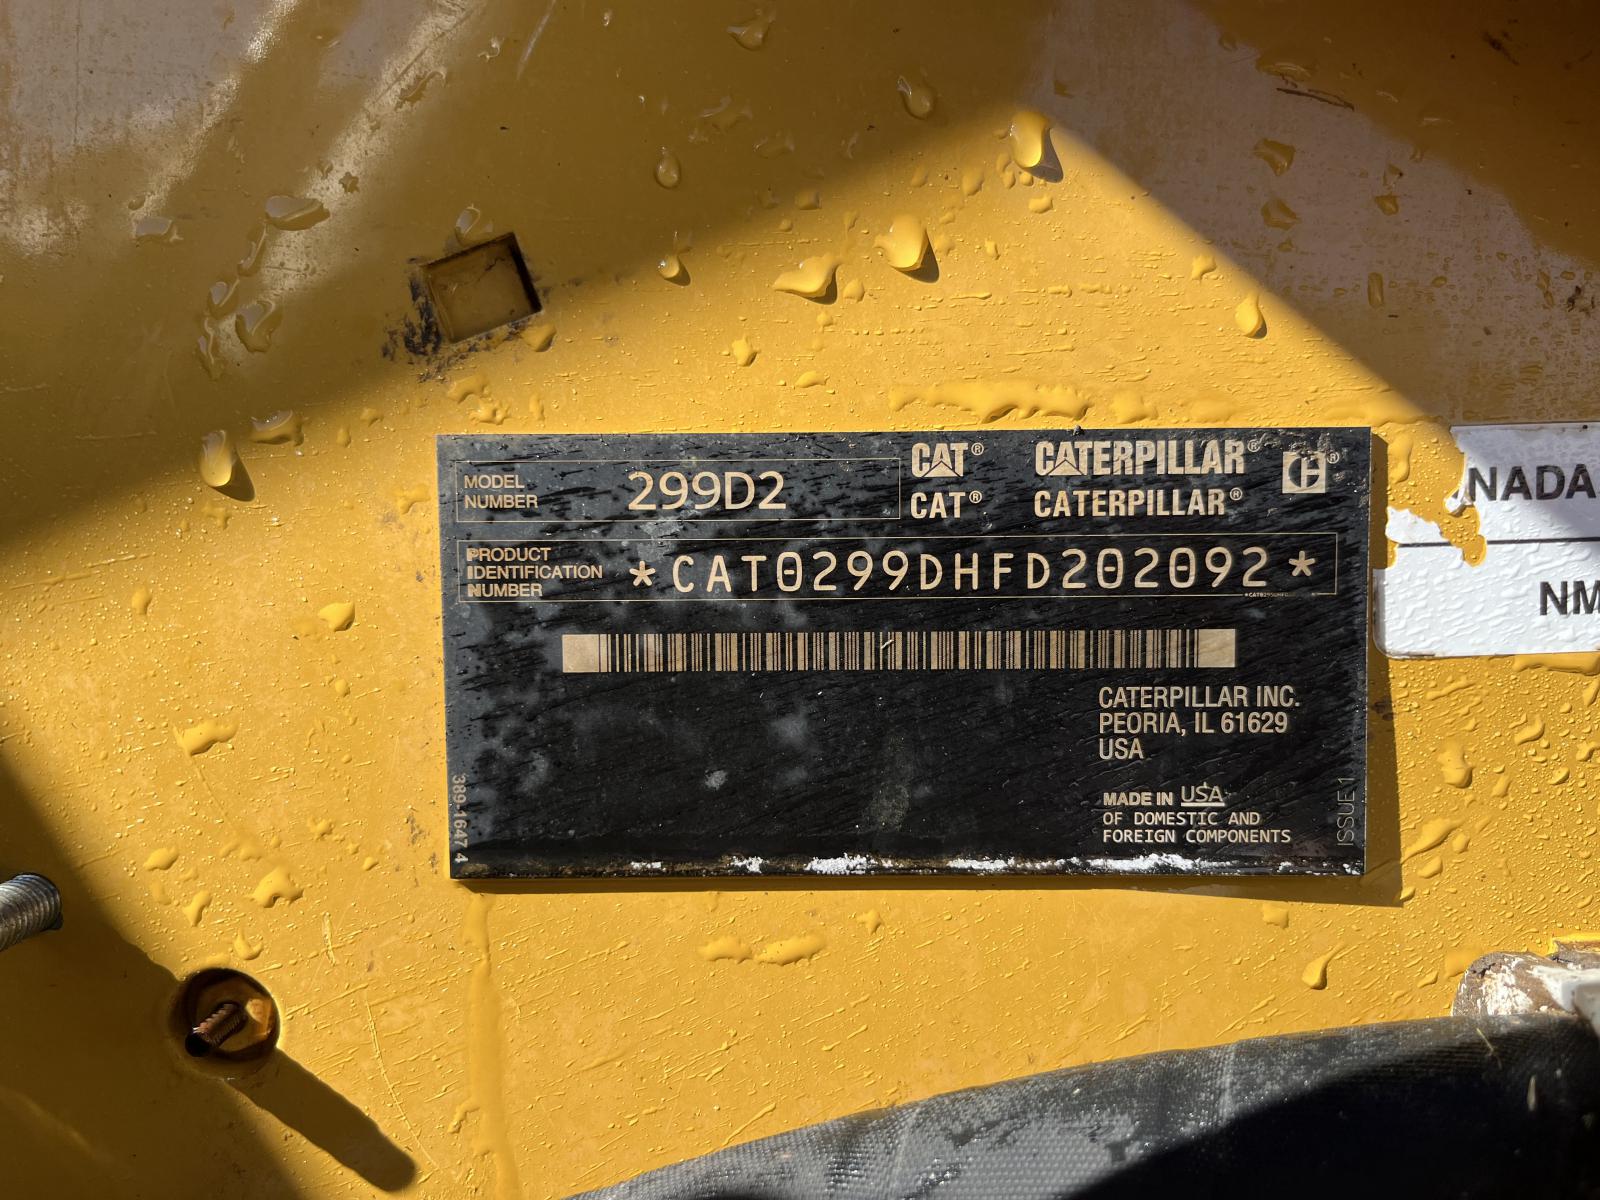 MODEL NUMBER 299D2
CAT® CATERPILLAR®
CAT® CATERPILLAR®
PRODUCT
IDENTIFICATION
NUMBER
*CAT0299DHFD202092*
CATERPILLAR INC.
PEORIA, IL 61629
USA
MADE IN USA
OF DOMESTIC AND
FOREIGN COMPONENTS
389-1647 4
ISSUE 1
NADA
NM